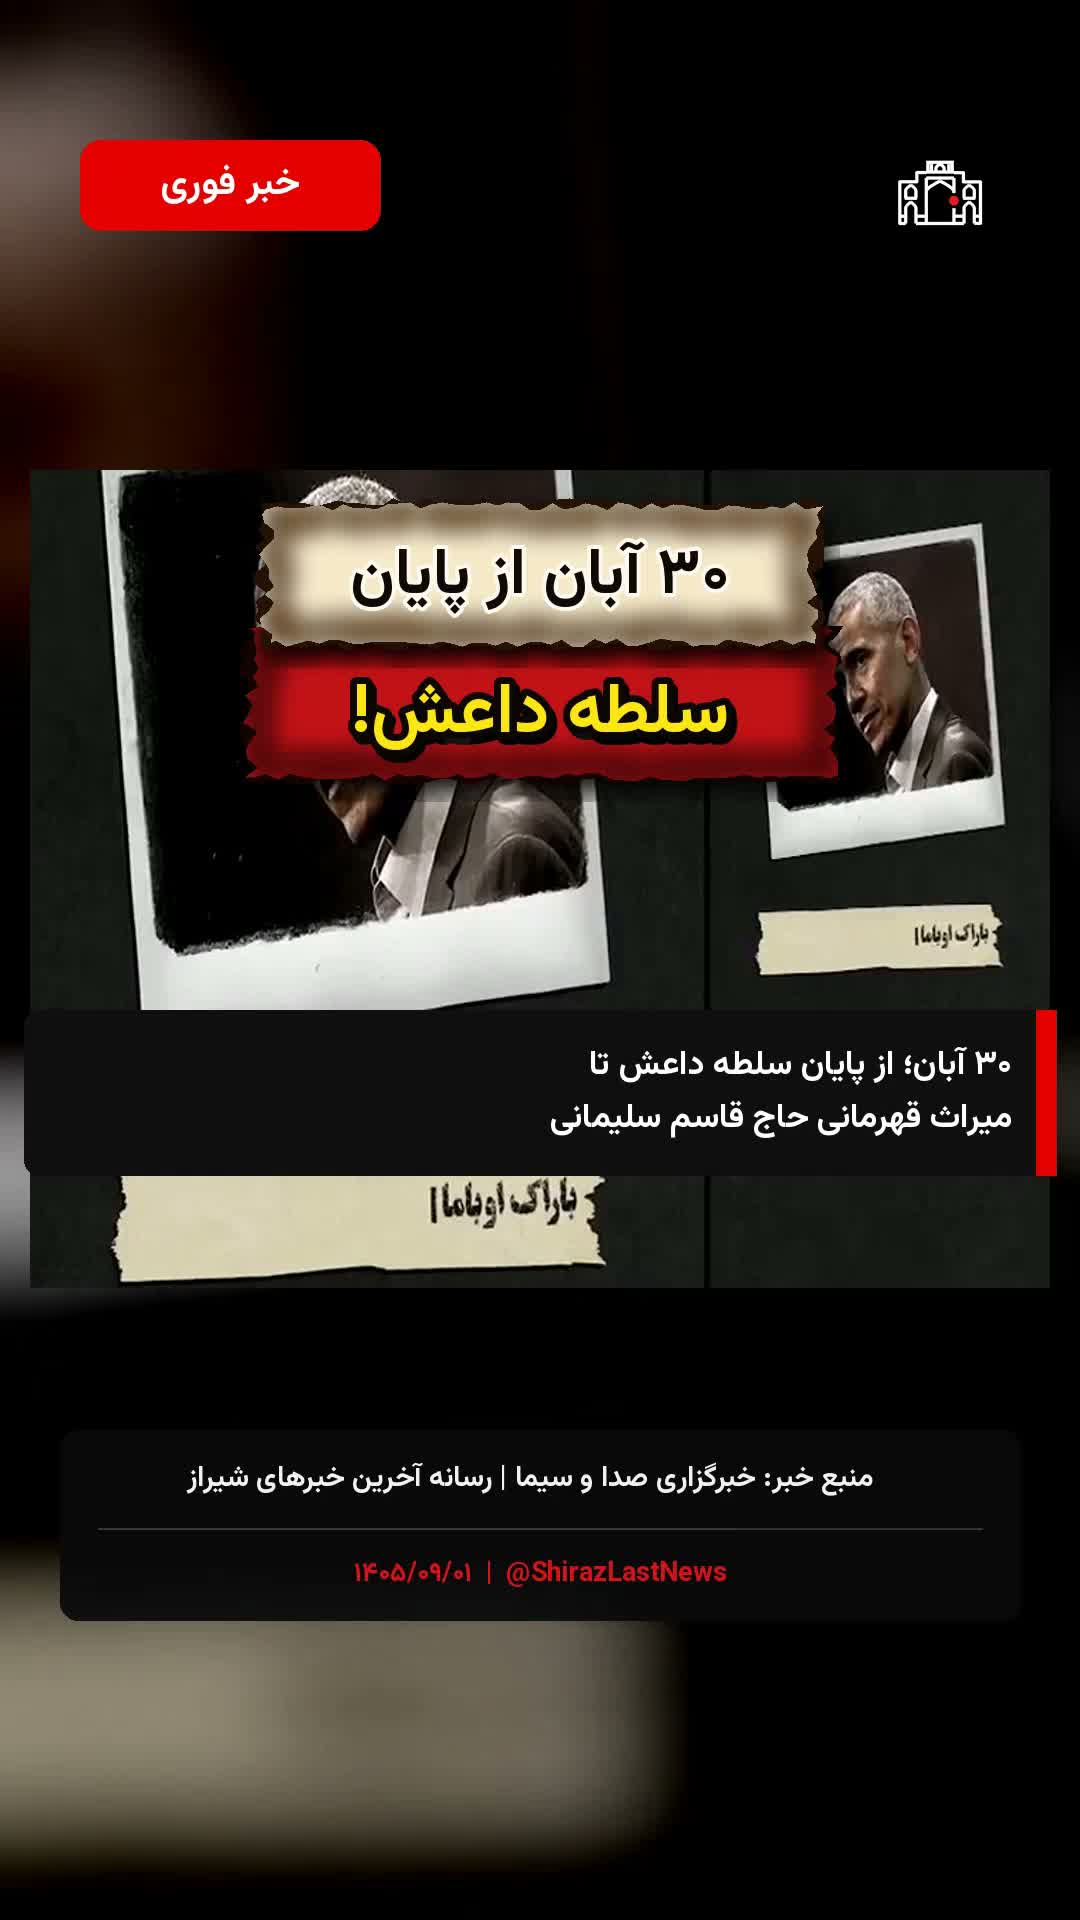 خبر فوری
۳۰ آبان از پایان
سلطه داعش!
باراک اوباما|
۳۰ آبان؛ از پایان سلطه داعش تا
میراث قهرمانی حاج قاسم سلیمانی
باراک اوباما|
منبع خبر: خبرگزاری صدا و سیما | رسانه آخرین خبرهای شیراز
@ShirazLastNews | ۱۴۰۵/۰۹/۰۱